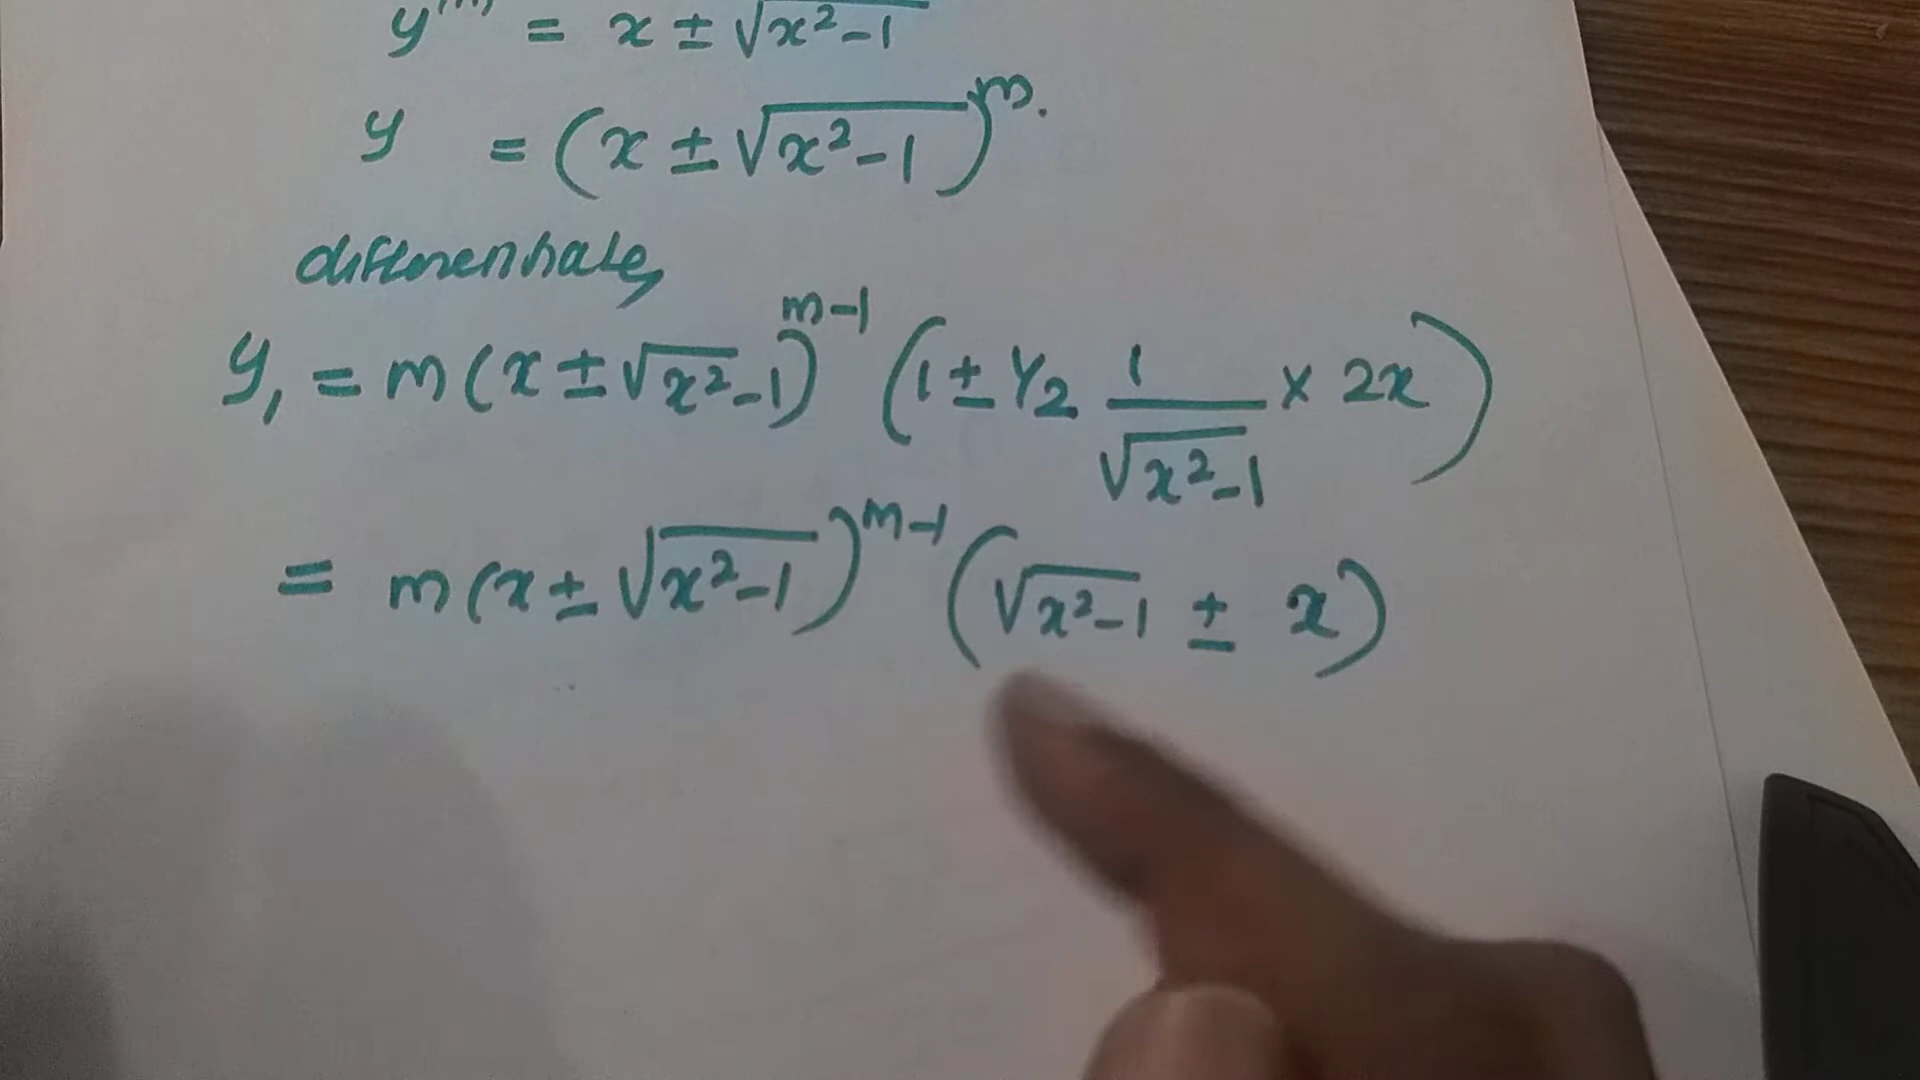 y^(1/m) = x ± √x²-1
y = (x ± √x²-1)^m.
differentiate,
y₁ = m(x ± √x²-1)^m-1 (1 ± 1/2 1/√x²-1 × 2x)
= m(x ± √x²-1)^m-1 (√x²-1 ± x)